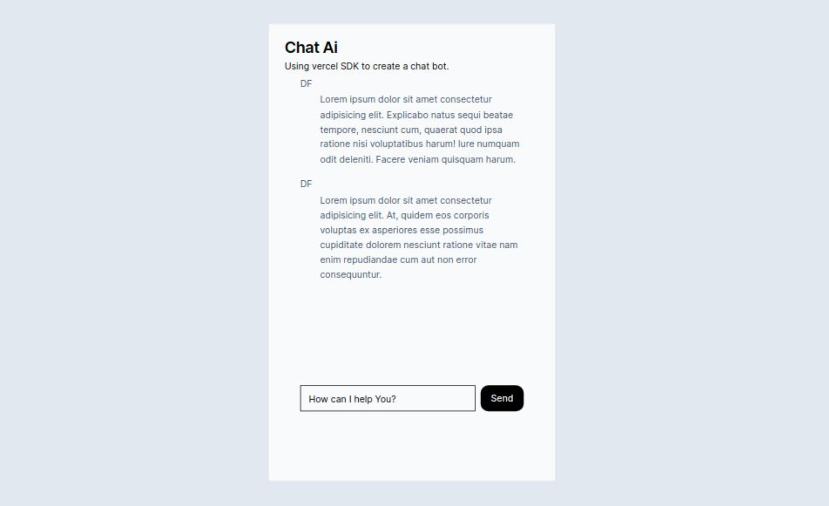 Chat Ai
Using vercel SDK to create a chat bot.
DF
Lorem ipsum dolor sit amet consectetur
adipisicing elit. Explicabo natus sequi beatae
tempore, nesciunt cum, quaerat quod ipsa
ratione nisi voluptatibus harum! Iure numquam
odit deleniti. Facere veniam quisquam harum.
DF
Lorem ipsum dolor sit amet consectetur
adipisicing elit. At, quidem eos corporis
voluptas ex asperiores esse possimus
cupiditate dolorem nesciunt ratione vitae nam
enim repudiandae cum aut non error
consequuntur.
How can I help You?
Send